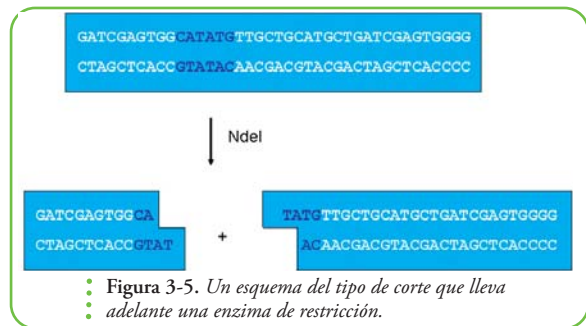 GATCGAGTGGCATATGTTGCTGCATGCTGATCGAGTGGGG
CTAGCTCACCGTATACAACGACGTACGACTAGCTCACCCC
NdeI
GATCGAGTGGCA
CTAGCTCACCGTAT
+
TATGTTGCTGCATGCTGATCGAGTGGGG
ACAACGACGTACGACTAGCTCACCCC
Figura 3-5. Un esquema del tipo de corte que lleva
adelante una enzima de restricción.